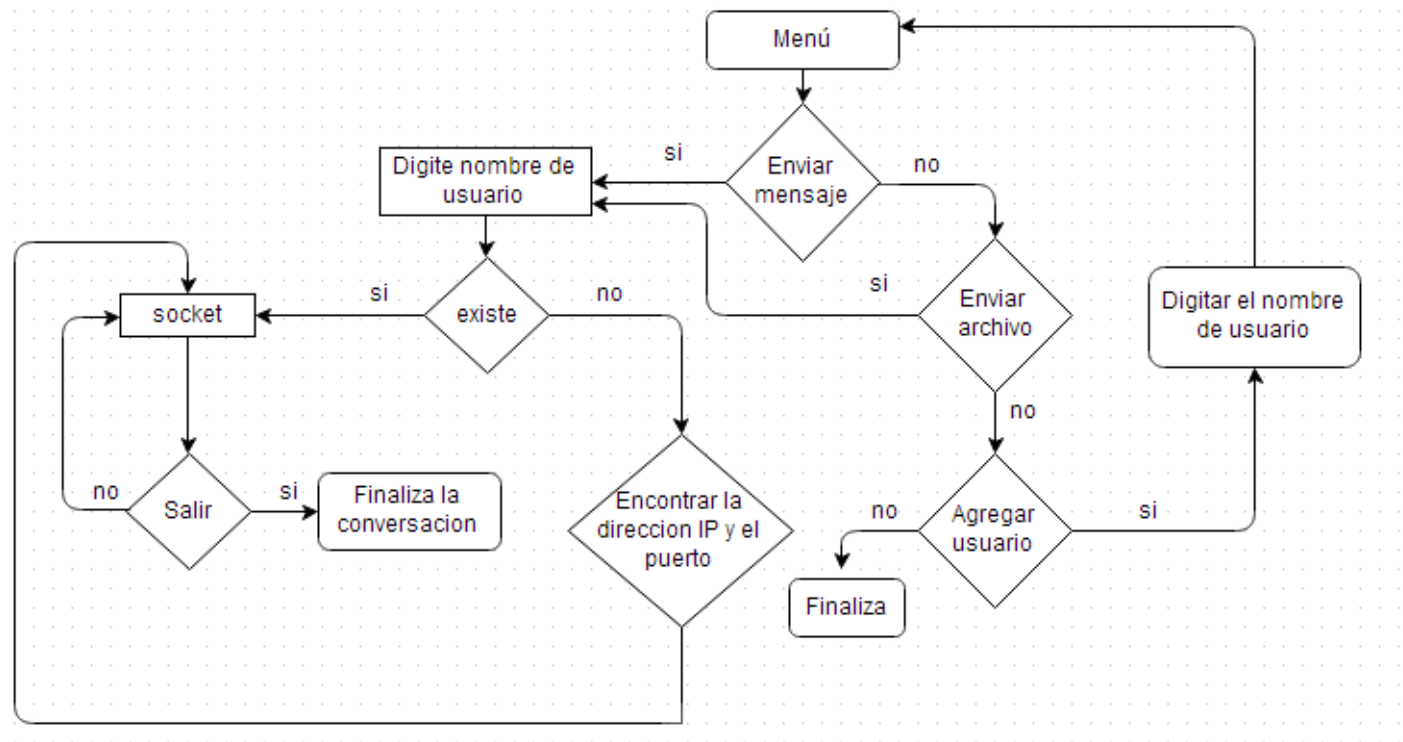 Menú
si
Enviar
mensaje
no
Digite nombre de
usuario
si
existe
no
si
Enviar
archivo
Digitar el nombre
de usuario
socket
no
no
Salir
si
Finaliza la
conversacion
Encontrar la
direccion IP y el
puerto
no
Agregar
usuario
si
Finaliza